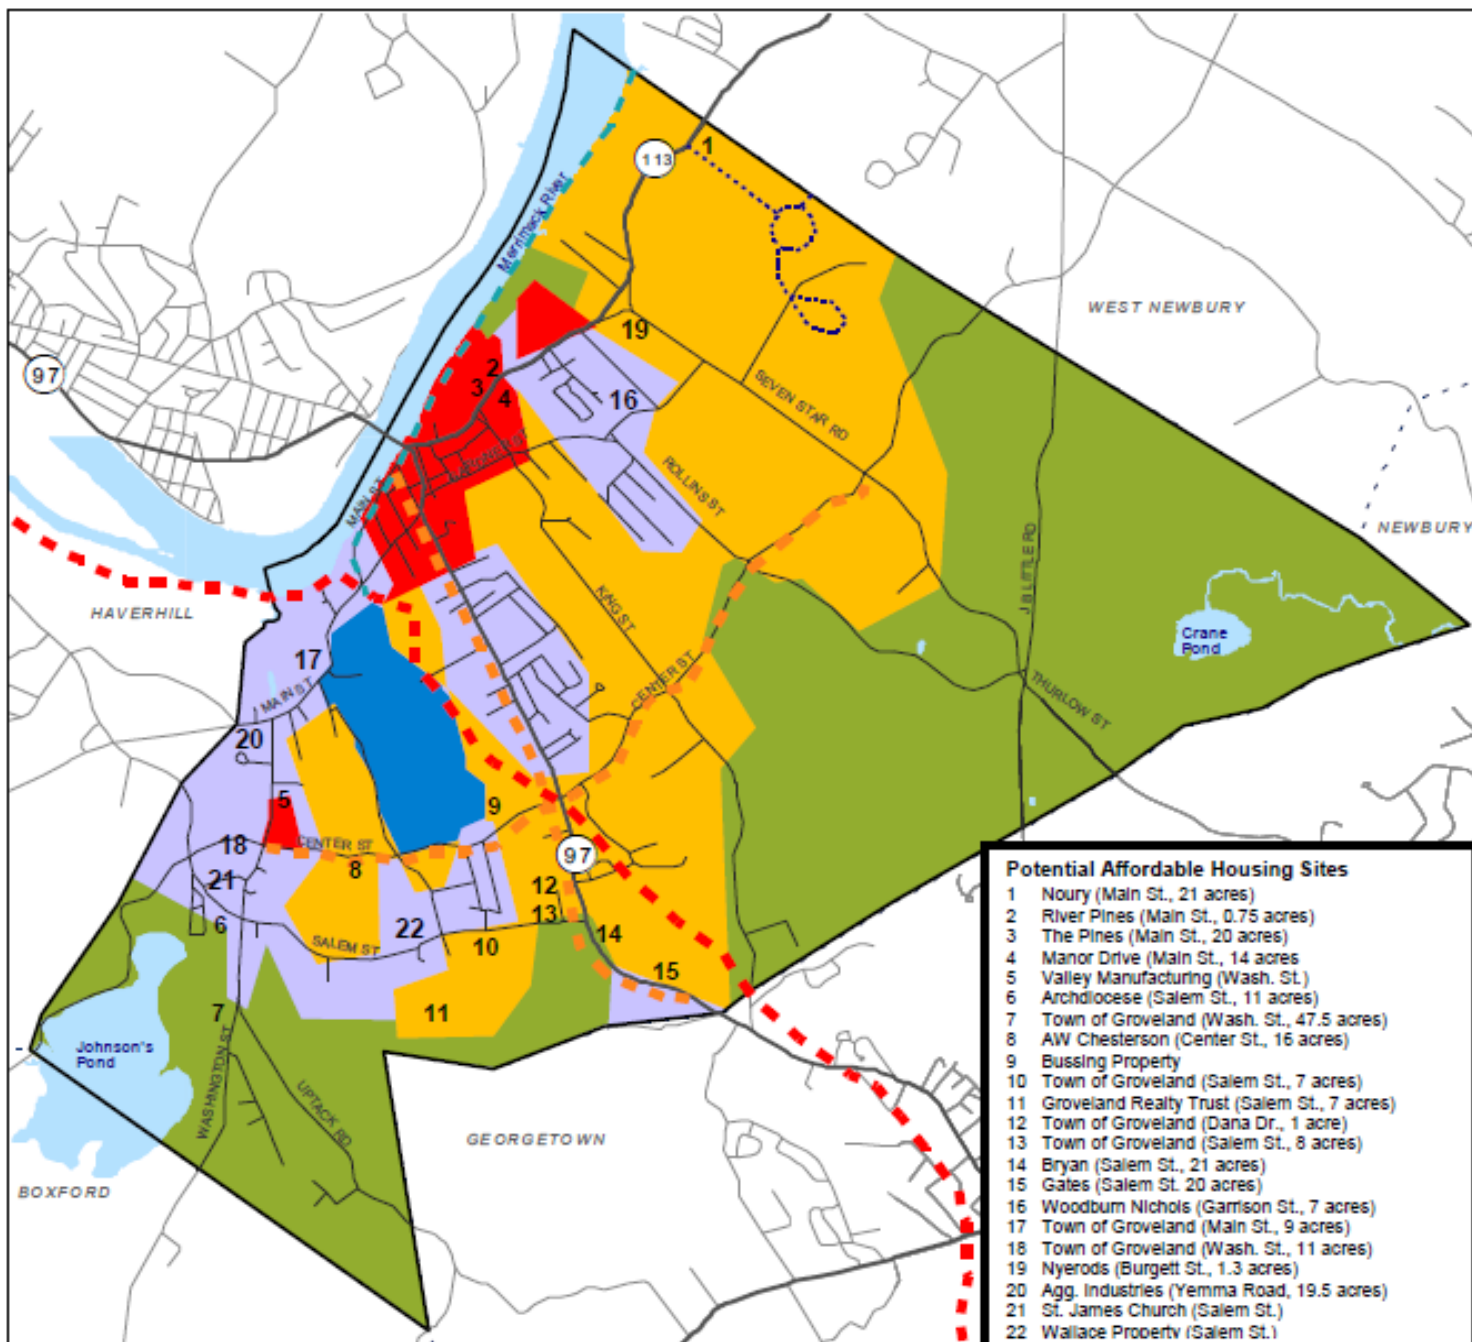 113
1
Merrimack River
WEST NEWBURY
19
97
2
3
4
16
SEVEN STAR RD
GARDNER ST
ROLLINS ST
MAIN ST
NEWBURY
J B LITTLE RD
HAVERHILL
KING ST
Crane
Pond
17
MAIN ST
CENTER ST
THURLOW ST
20
5
9
18
CENTER ST
8
97
21
12
6
22
13
SALEM ST
10
14
15
7
11
Johnson's
Pond
WASHINGTON ST
UPTACK RD
GEORGETOWN
BOXFORD
Potential Affordable Housing Sites
1 Noury (Main St., 21 acres)
2 River Pines (Main St., 0.75 acres)
3 The Pines (Main St., 20 acres)
4 Manor Drive (Main St., 14 acres
5 Valley Manufacturing (Wash. St.)
6 Archdiocese (Salem St., 11 acres)
7 Town of Groveland (Wash. St., 47.5 acres)
8 AW Chesterson (Center St., 16 acres)
9 Bussing Property
10 Town of Groveland (Salem St., 7 acres)
11 Groveland Realty Trust (Salem St., 7 acres)
12 Town of Groveland (Dana Dr., 1 acre)
13 Town of Groveland (Salem St., 8 acres)
14 Bryan (Salem St., 21 acres)
15 Gates (Salem St. 20 acres)
16 Woodburn Nichols (Garrison St., 7 acres)
17 Town of Groveland (Main St., 9 acres)
18 Town of Groveland (Wash. St., 11 acres)
19 Nyerods (Burgett St., 1.3 acres)
20 Agg. Industries (Yemma Road, 19.5 acres)
21 St. James Church (Salem St.)
22 Wallace Property (Salem St.)